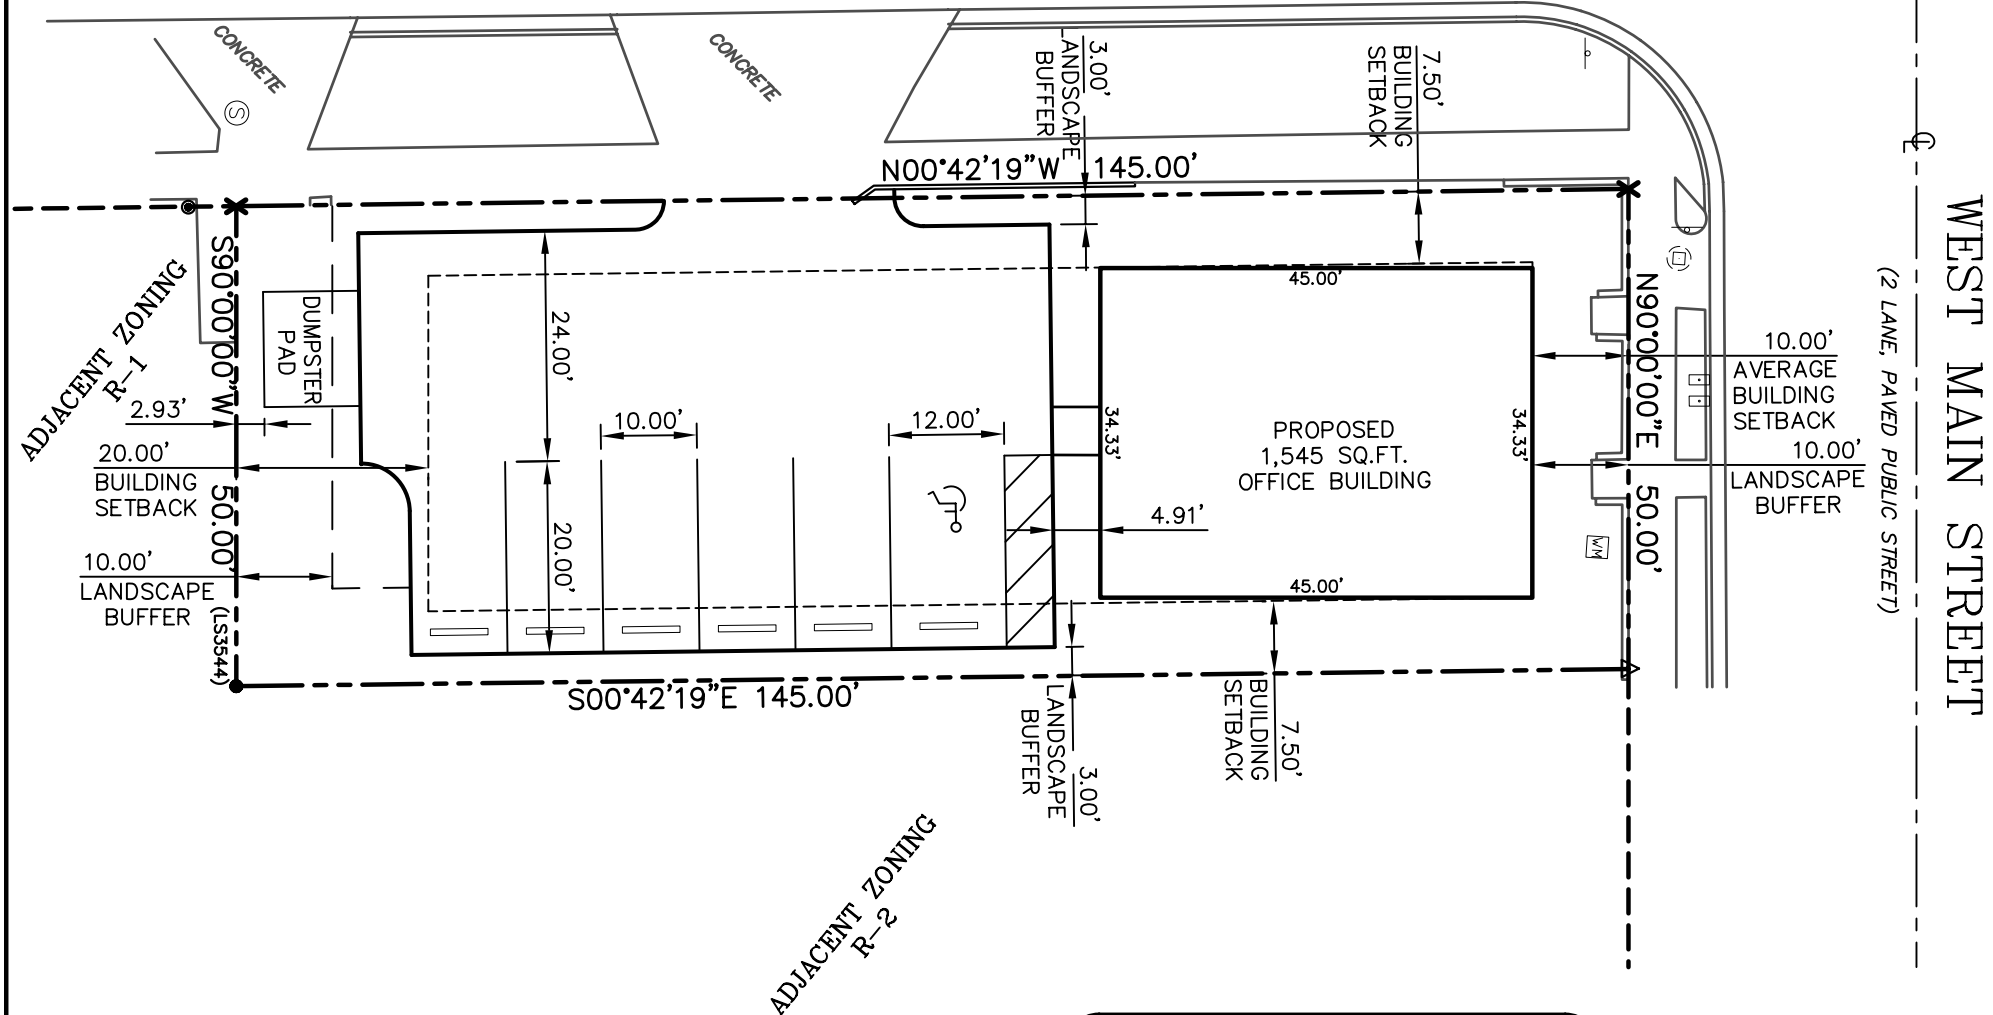 CONCRETE
CONCRETE
S
3.00'
LANDSCAPE
BUFFER
7.50'
BUILDING
SETBACK
N00°42'19"W 145.00'
CL
WEST MAIN STREET
(2 LANE, PAVED PUBLIC STREET)
ADJACENT ZONING
R-1
S90°00'00"W 50.00'
(LS3544)
DUMPSTER
PAD
24.00'
45.00'
N90°00'00"E 50.00'
10.00'
AVERAGE
BUILDING
SETBACK
10.00'
LANDSCAPE
BUFFER
2.93'
20.00'
BUILDING
SETBACK
10.00'
LANDSCAPE
BUFFER
10.00'
12.00'
20.00'
34.33'
PROPOSED
1,545 SQ.FT.
OFFICE BUILDING
34.33'
4.91'
WM
45.00'
S00°42'19"E 145.00'
LANDSCAPE
BUFFER
3.00'
BUILDING
SETBACK
7.50'
ADJACENT ZONING
R-2